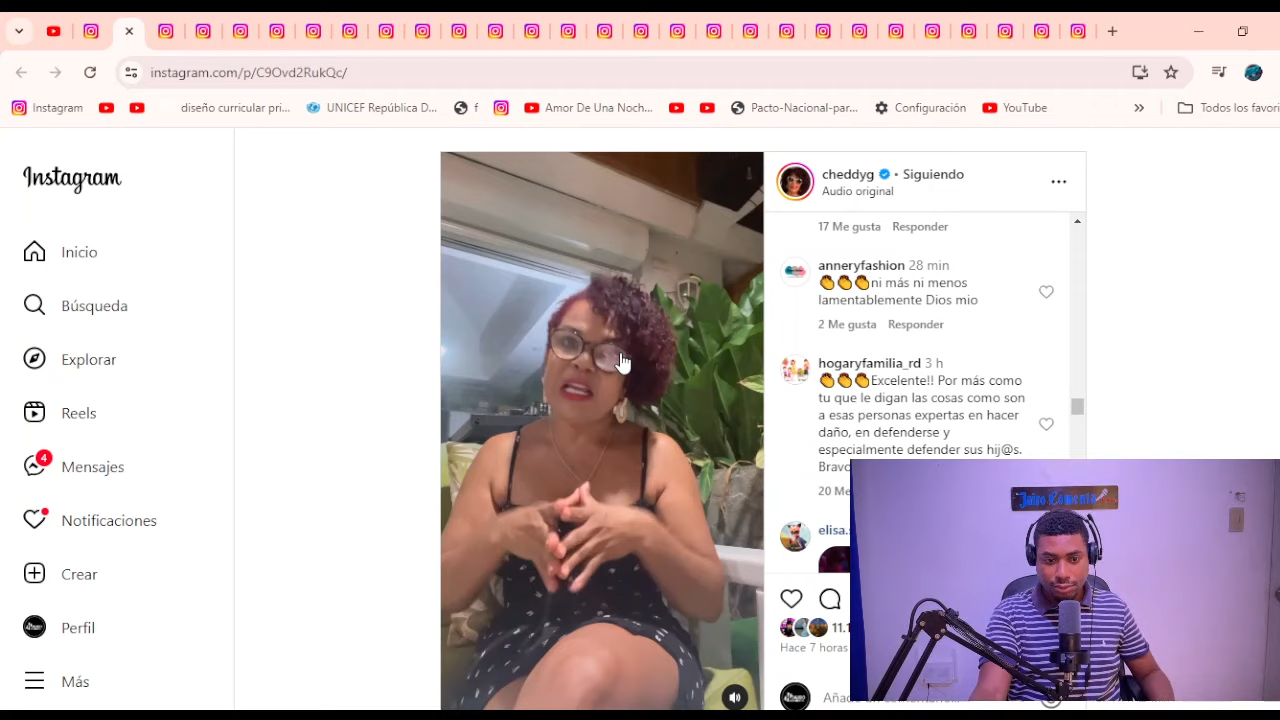 instagram.com/p/C9Ovd2RukQc/
Instagram
diseño curricular pri...
UNICEF República D...
f
Amor De Una Noch...
Pacto-Nacional-par...
Configuración
YouTube
»
Todos los favori
Instagram
Inicio
Búsqueda
Explorar
Reels
4
Mensajes
Notificaciones
Crear
Perfil
Más
cheddyg • Siguiendo
Audio original
17 Me gusta Responder
anneryfashion 28 min
👏👏👏ni más ni menos
lamentablemente Dios mio
2 Me gusta Responder
hogaryfamilia_rd 3 h
👏👏👏Excelente!! Por más como
tu que le digan las cosas como son
a esas personas expertas en hacer
daño, en defenderse y
especialmente defender sus hij@s.
Bravo
20 Me
elisa.
11.1
Hace 7 horas
Jairo Comenta